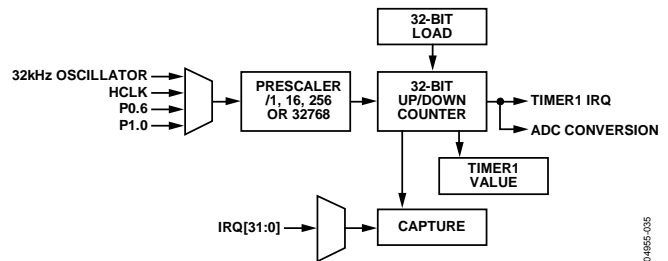 32-BIT
LOAD
32kHz OSCILLATOR
HCLK
P0.6
P1.0
PRESCALER
/1, 16, 256
OR 32768
32-BIT
UP/DOWN
COUNTER
TIMER1 IRQ
ADC CONVERSION
TIMER1
VALUE
IRQ[31:0]
CAPTURE
04955-035